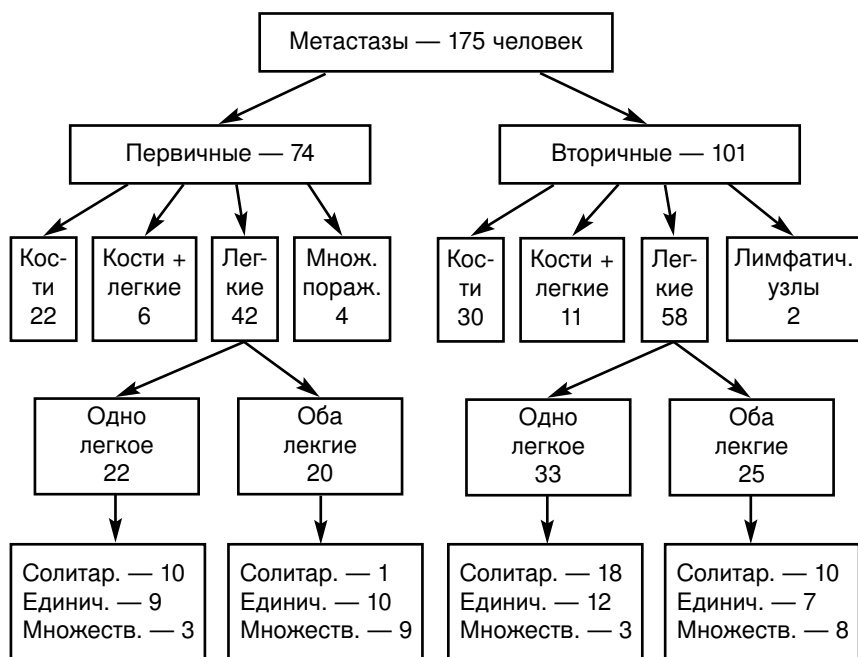 Метастазы — 175 человек
Первичные — 74
Вторичные — 101
Кос-
ти
22
Кости +
легкие
6
Лег-
кие
42
Множ.
пораж.
4
Кос-
ти
30
Кости +
легкие
11
Лег-
кие
58
Лимфатич.
узлы
2
Одно
легкое
22
Оба
лекгие
20
Одно
легкое
33
Оба
лекгие
25
Солитар. — 10
Единич. — 9
Множеств. — 3
Солитар. — 1
Единич. — 10
Множеств. — 9
Солитар. — 18
Единич. — 12
Множеств. — 3
Солитар. — 10
Единич. — 7
Множеств. — 8